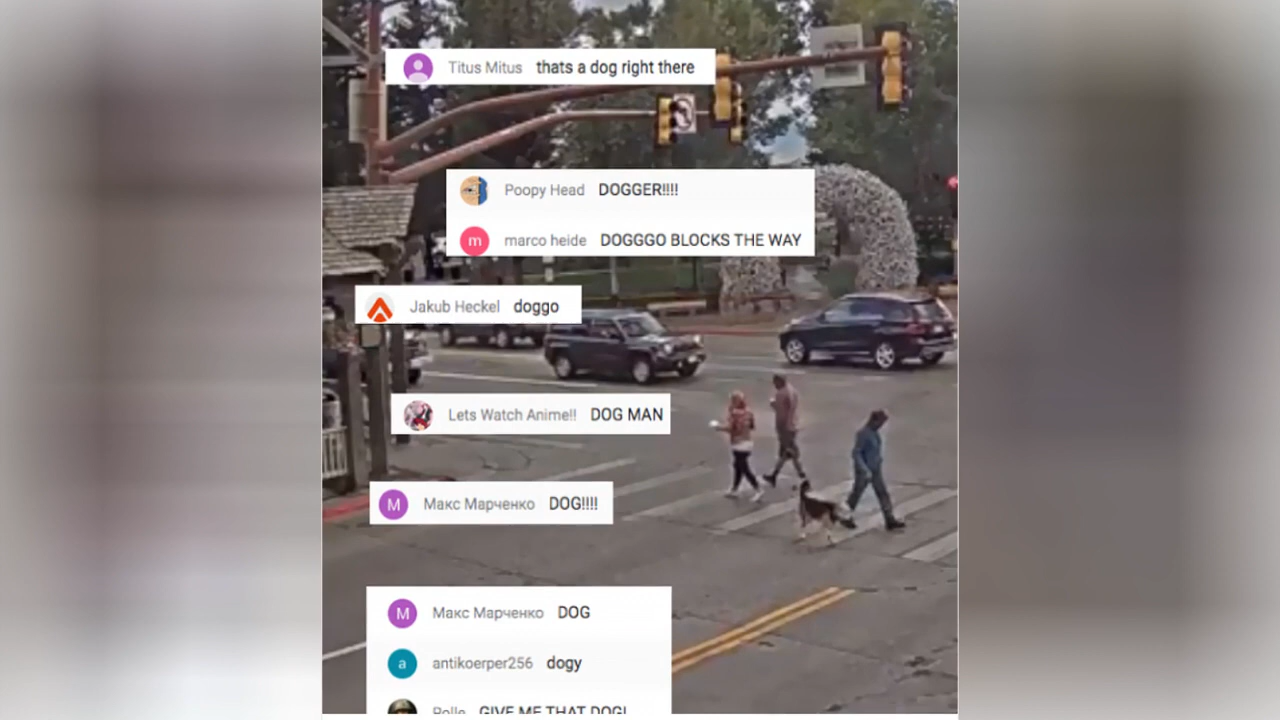 Titus Mitus thats a dog right there
Poopy Head DOGGER!!!!
marco heide DOGGGO BLOCKS THE WAY
Jakub Heckel doggo
Lets Watch Anime!! DOG MAN
M Макс Марченко DOG!!!!
M Макс Марченко DOG
a antikoerper256 dogy
Rolle GIVE ME THAT DOG!